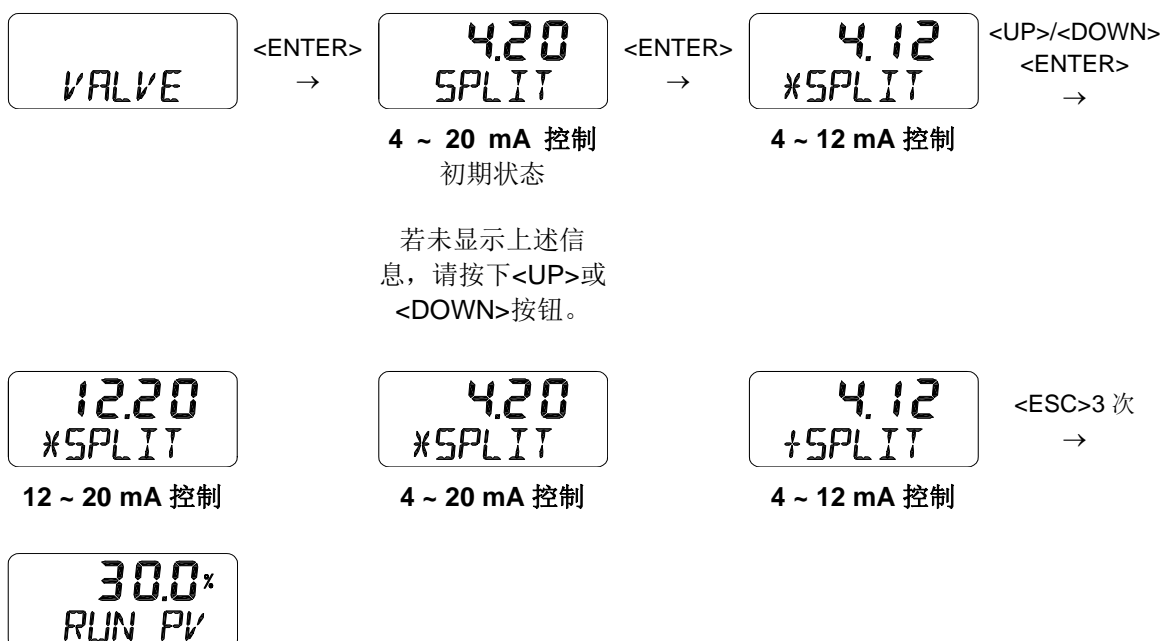 VALVE
<ENTER>
→
4.20
SPLIT
<ENTER>
→
4.12
*SPLIT
<UP>/<DOWN>
<ENTER>
→
4 ~ 20 mA 控制
初期状态
4 ~ 12 mA 控制
若未显示上述信
息，请按下<UP>或
<DOWN>按钮。
12.20
*SPLIT
4.20
*SPLIT
4.12
+SPLIT
<ESC>3 次
→
12 ~ 20 mA 控制
4 ~ 20 mA 控制
4 ~ 12 mA 控制
30.0%
RUN PV